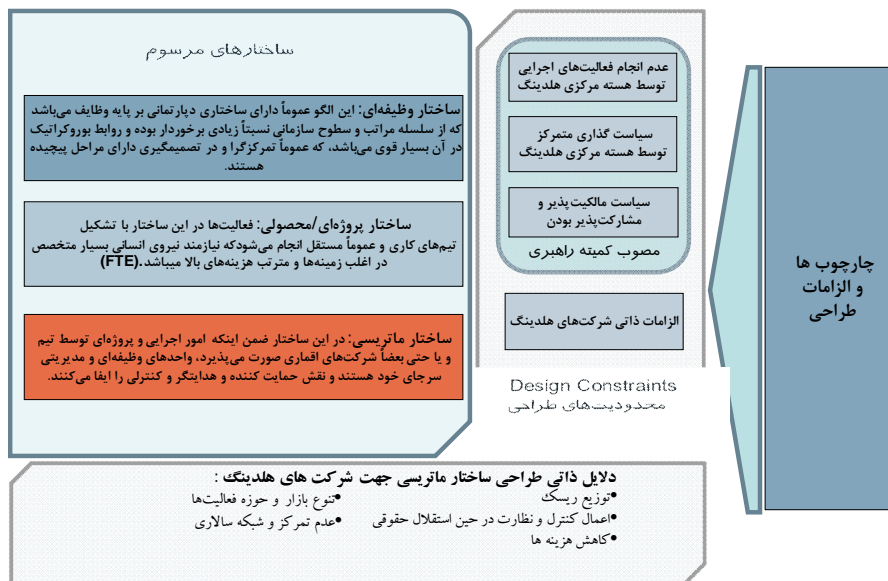 چارچوب ها
و الزامات
طراحی
عدم انجام فعالیت‌های اجرایی
توسط هسته مرکزی هلدینگ
سیاست گذاری متمرکز
توسط هسته مرکزی هلدینگ
سیاست مالکیت‌پذیر و
مشارکت‌پذیر بودن
مصوب کمیته راهبری
الزامات ذاتی شرکت‌های هلدینگ
Design Constraints
محدودیت‌های طراحی
ساختارهای مرسوم
ساختار وظیفه‌ای: این الگو عموماً دارای ساختاری دپارتمانی بر پایه وظایف می‌باشد
که از سلسله مراتب و سطوح سازمانی نسبتاً زیادی برخوردار بوده و روابط بوروکراتیک
در آن بسیار قوی می‌باشد، که عموماً تمرکزگرا و در تصمیمگیری دارای مراحل پیچیده
هستند.
ساختار پروژه‌ای/محصولی: فعالیت‌ها در این ساختار با تشکیل
تیم‌های کاری و عموماً مستقل انجام می‌شودکه نیازمند نیروی انسانی بسیار متخصص
در اغلب زمینه‌ها و مترتب هزینه‌های بالا میباشد.(FTE)
ساختار ماتریسی: در این ساختار ضمن اینکه امور اجرایی و پروژه‌ای توسط تیم
و یا حتی بعضاً شرکت‌های اقماری صورت می‌پذیرد، واحدهای وظیفه‌ای و مدیریتی
سرجای خود هستند و نقش حمایت کننده و هدایتگر و کنترلی را ایفا می‌کنند.
دلایل ذاتی طراحی ساختار ماتریسی جهت شرکت های هلدینگ :
•توزیع ریسک
•اعمال کنترل و نظارت در حین استقلال حقوقی
•کاهش هزینه ها
•تنوع بازار و حوزه فعالیت‌ها
•عدم تمرکز و شبکه سالاری